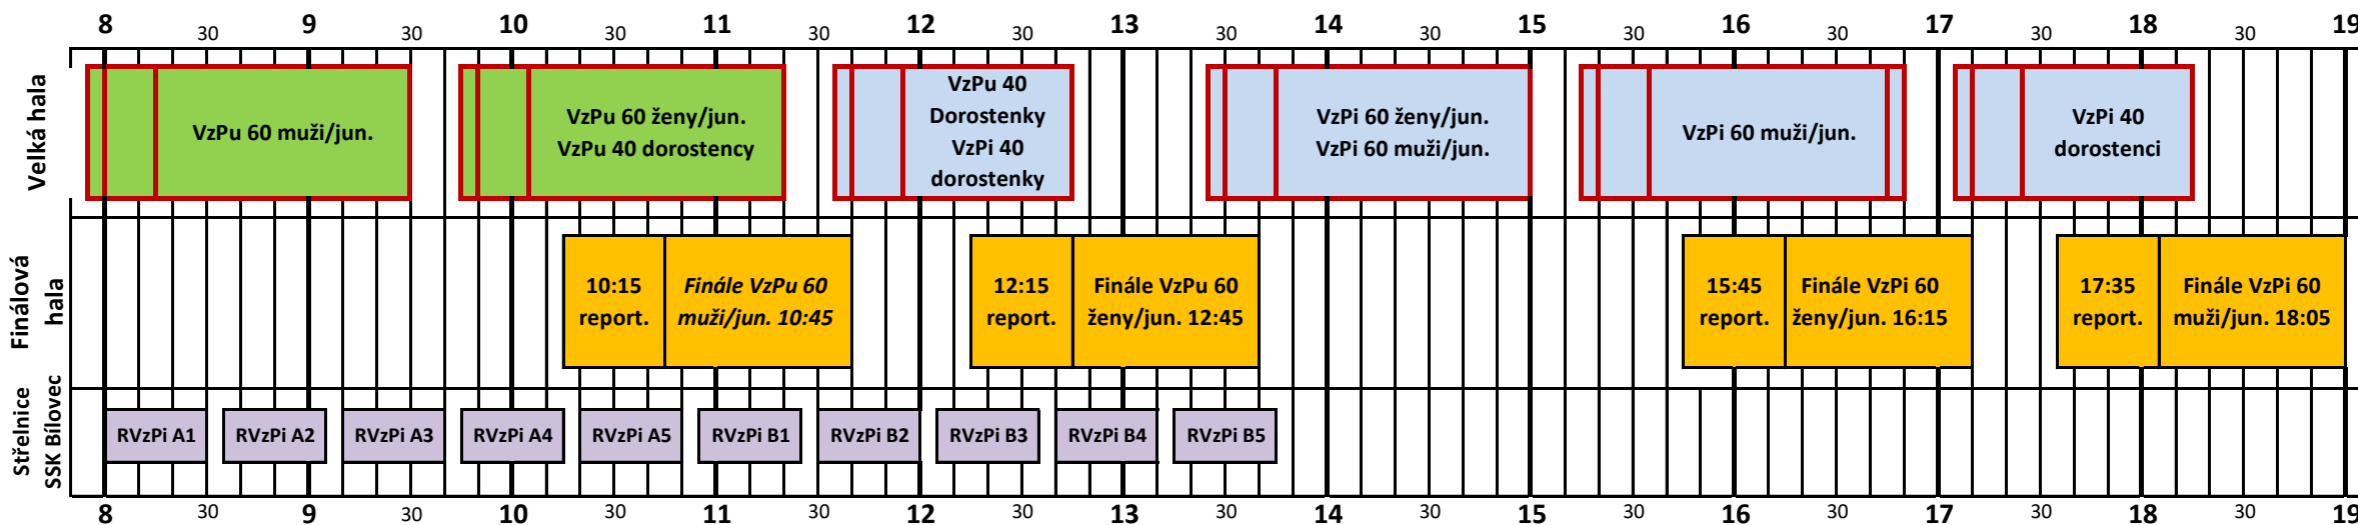 8 30 9 30 10 30 11 30 12 30 13 30 14 30 15 30 16 30 17 30 18 30 19
Velká hala
VzPu 60 muži/jun.
VzPu 60 ženy/jun.
VzPu 40 dorostency
VzPu 40
Dorostenky
VzPi 40
dorostenky
VzPi 60 ženy/jun.
VzPi 60 muži/jun.
VzPi 60 muži/jun.
VzPi 40
dorostenci
Finálová
hala
10:15
report.
Finále VzPu 60
muži/jun. 10:45
12:15
report.
Finále VzPu 60
ženy/jun. 12:45
15:45
report.
Finále VzPi 60
ženy/jun. 16:15
17:35
report.
Finále VzPi 60
muži/jun. 18:05
Střelnice
SSK Bílovec
RVzPi A1
RVzPi A2
RVzPi A3
RVzPi A4
RVzPi A5
RVzPi B1
RVzPi B2
RVzPi B3
RVzPi B4
RVzPi B5
8 30 9 30 10 30 11 30 12 30 13 30 14 30 15 30 16 30 17 30 18 30 19